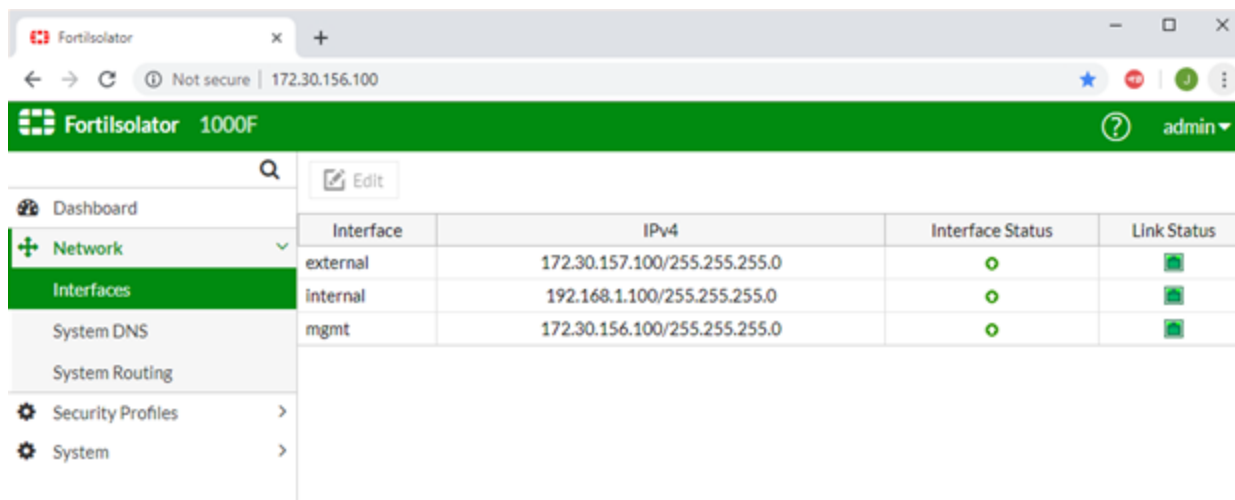 FortiIsolator
Not secure | 172.30.156.100
FortiIsolator 1000F
admin
Edit
Dashboard
Network
Interfaces
System DNS
System Routing
Security Profiles
System
Interface IPv4 Interface Status Link Status
external 172.30.157.100/255.255.255.0
internal 192.168.1.100/255.255.255.0
mgmt 172.30.156.100/255.255.255.0